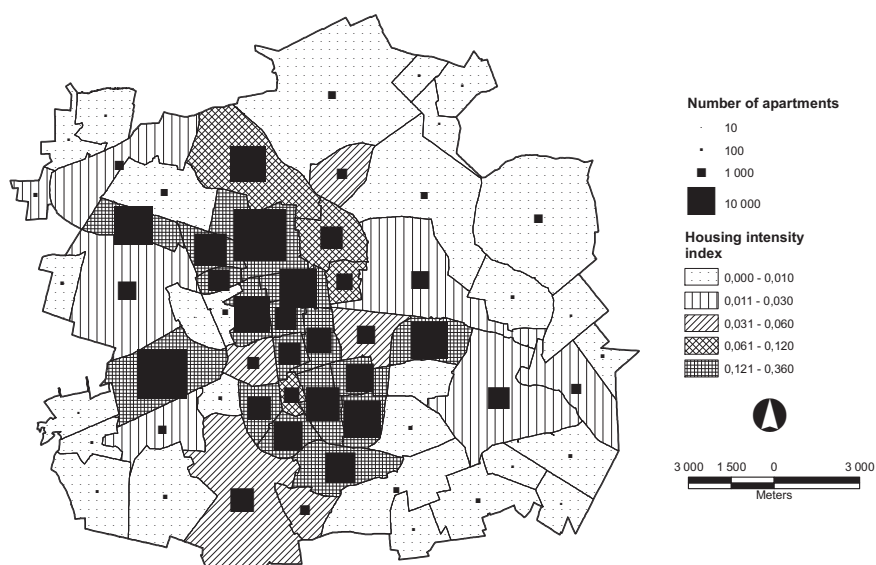 Number of apartments
10
100
1 000
10 000
Housing intensity
index
0,000 - 0,010
0,011 - 0,030
0,031 - 0,060
0,061 - 0,120
0,121 - 0,360
3 000 1 500 0 3 000
Meters